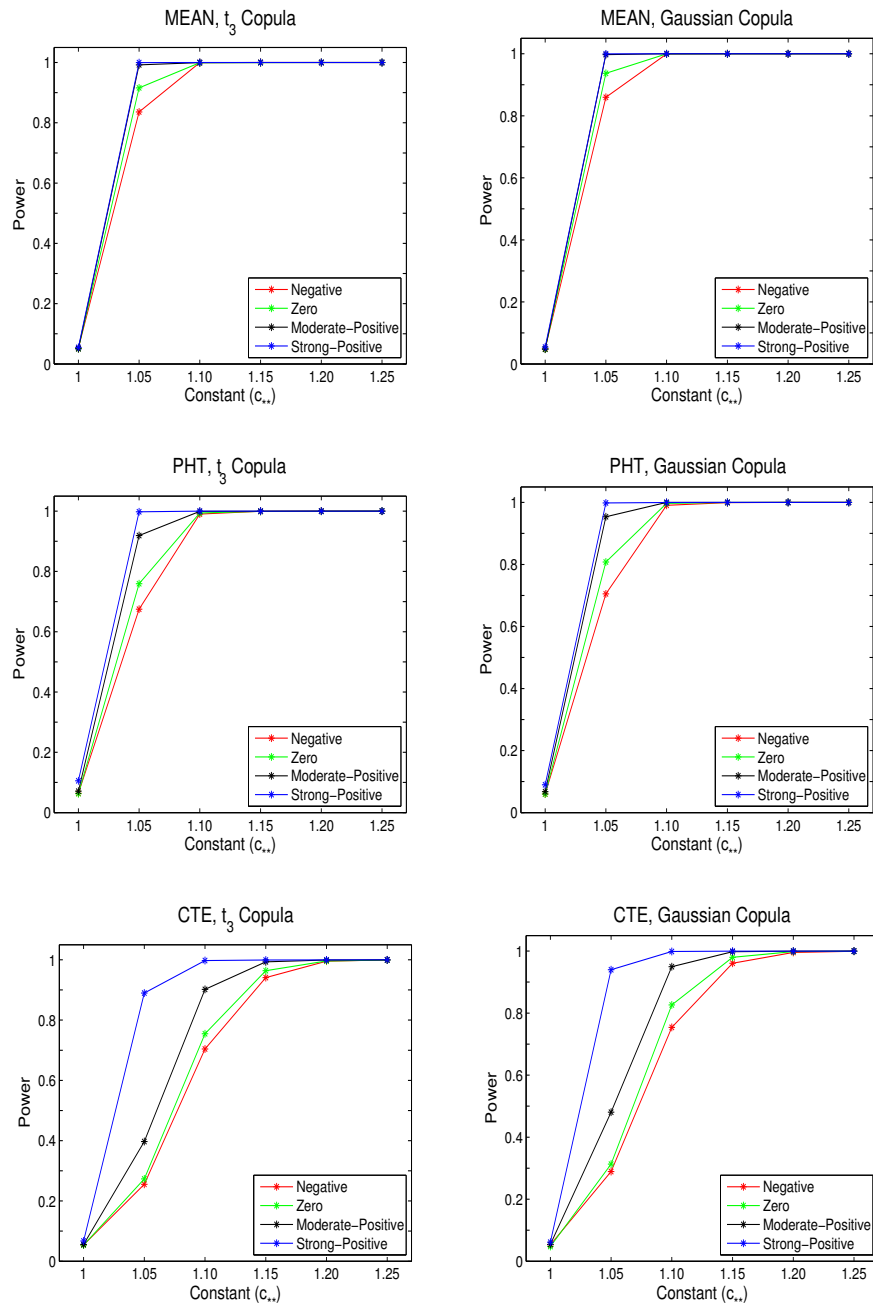 MEAN, t3 Copula
1
0.8
0.6
0.4
0.2
0
Power
Negative
Zero
Moderate-Positive
Strong-Positive
1 1.05 1.10 1.15 1.20 1.25
Constant (c**)
MEAN, Gaussian Copula
1
0.8
0.6
0.4
0.2
0
Power
Negative
Zero
Moderate-Positive
Strong-Positive
1 1.05 1.10 1.15 1.20 1.25
Constant (c**)
PHT, t3 Copula
1
0.8
0.6
0.4
0.2
0
Power
Negative
Zero
Moderate-Positive
Strong-Positive
1 1.05 1.10 1.15 1.20 1.25
Constant (c**)
PHT, Gaussian Copula
1
0.8
0.6
0.4
0.2
0
Power
Negative
Zero
Moderate-Positive
Strong-Positive
1 1.05 1.10 1.15 1.20 1.25
Constant (c**)
CTE, t3 Copula
1
0.8
0.6
0.4
0.2
0
Power
Negative
Zero
Moderate-Positive
Strong-Positive
1 1.05 1.10 1.15 1.20 1.25
Constant (c**)
CTE, Gaussian Copula
1
0.8
0.6
0.4
0.2
0
Power
Negative
Zero
Moderate-Positive
Strong-Positive
1 1.05 1.10 1.15 1.20 1.25
Constant (c**)